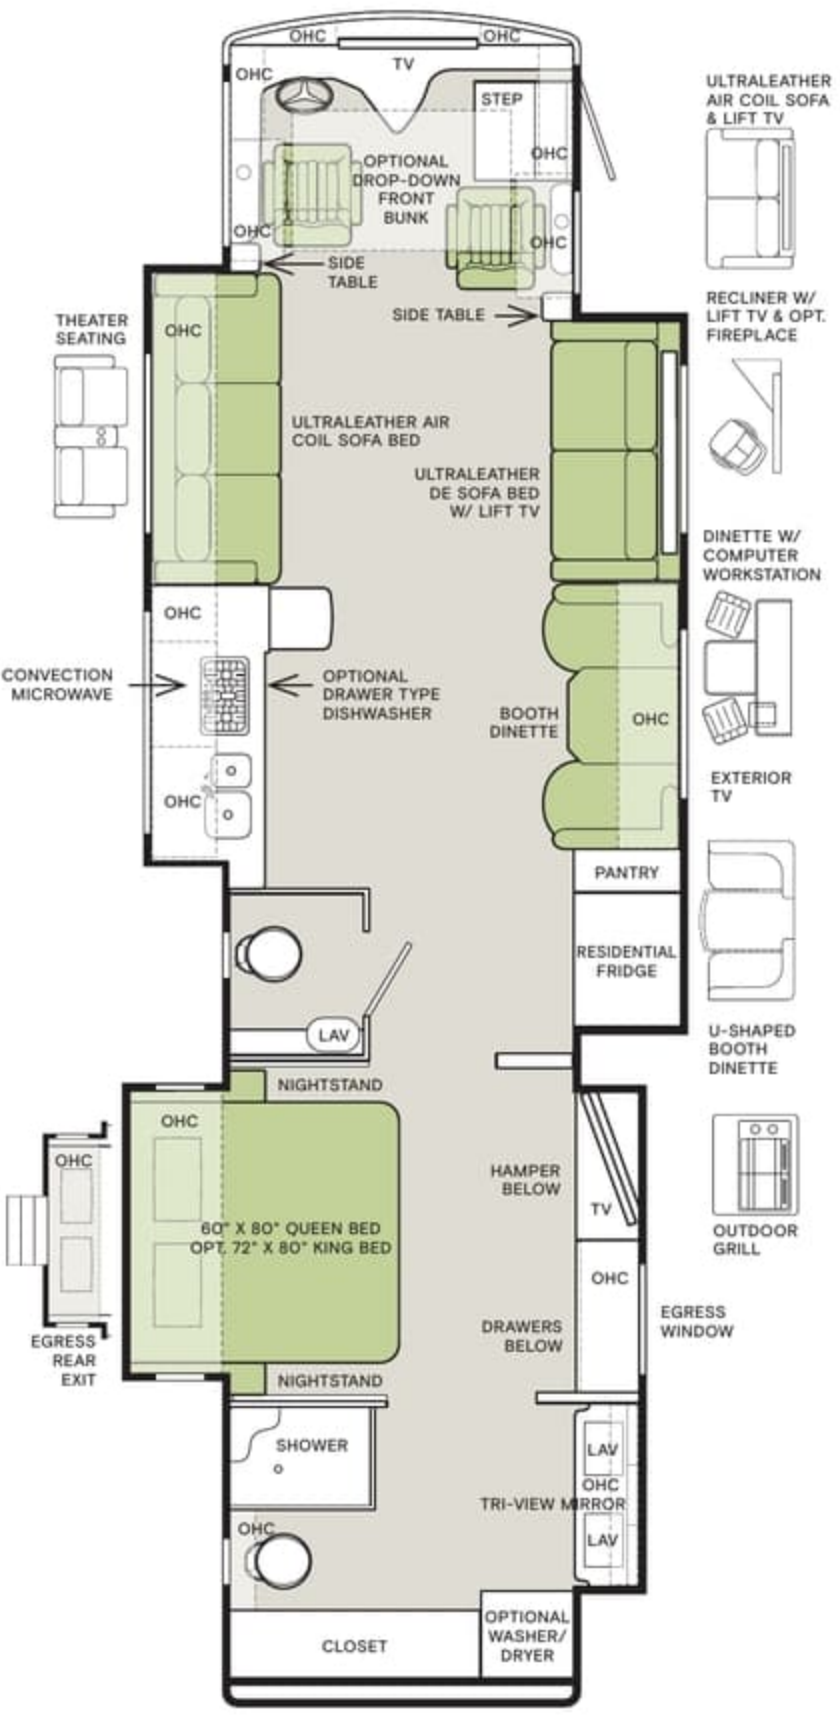 OHC
OHC
TV
OHC
STEP
OHC
OPTIONAL
DROP-DOWN
FRONT
BUNK
OHC
OHC
SIDE
TABLE
SIDE TABLE
ULTRALEATHER
AIR COIL SOFA
& LIFT TV
RECLINER W/
LIFT TV & OPT.
FIREPLACE
THEATER
SEATING
OHC
ULTRALEATHER AIR
COIL SOFA BED
ULTRALEATHER
DE SOFA BED
W/ LIFT TV
DINETTE W/
COMPUTER
WORKSTATION
OHC
CONVECTION
MICROWAVE
OPTIONAL
DRAWER TYPE
DISHWASHER
BOOTH
DINETTE
OHC
EXTERIOR
TV
OHC
PANTRY
RESIDENTIAL
FRIDGE
LAV
U-SHAPED
BOOTH
DINETTE
NIGHTSTAND
OHC
OHC
HAMPER
BELOW
TV
60" X 80" QUEEN BED
OPT. 72" X 80" KING BED
OUTDOOR
GRILL
OHC
EGRESS
WINDOW
DRAWERS
BELOW
EGRESS
REAR
EXIT
NIGHTSTAND
SHOWER
LAV
OHC
TRI-VIEW MIRROR
OHC
LAV
CLOSET
OPTIONAL
WASHER/
DRYER